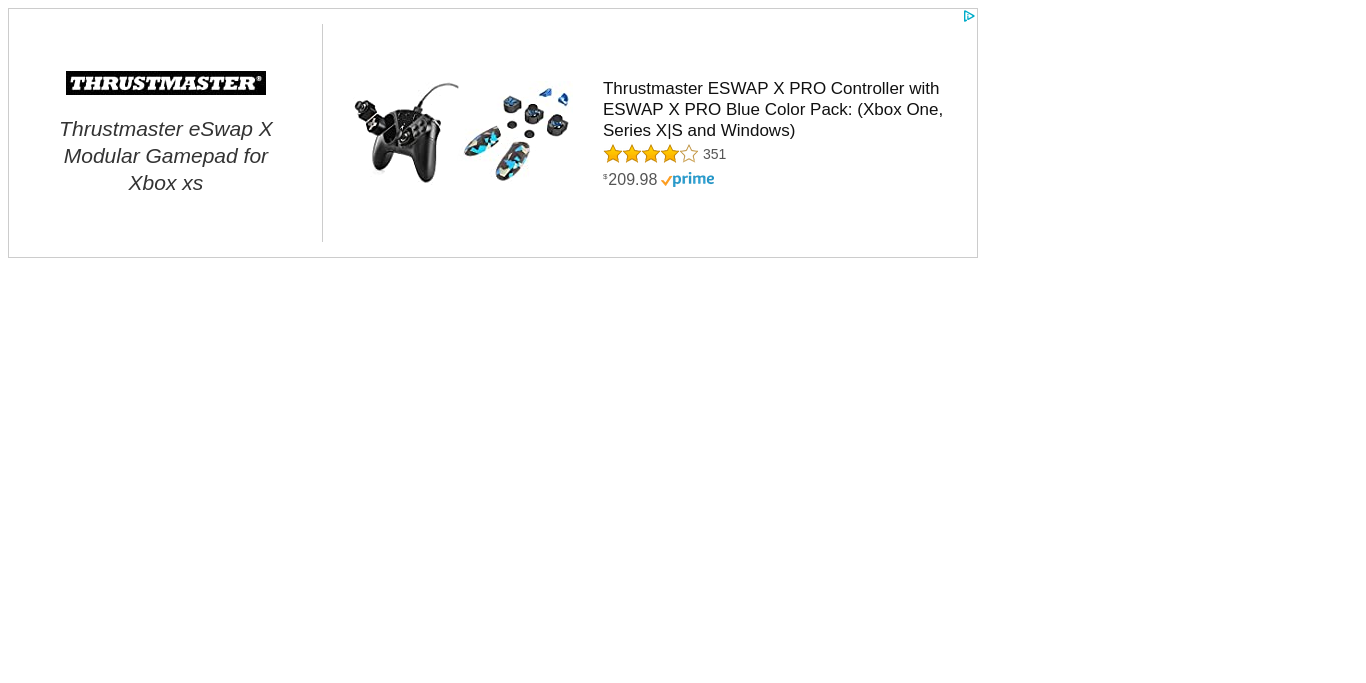 THRUSTMASTER®
Thrustmaster eSwap X
Modular Gamepad for
Xbox xs
Thrustmaster ESWAP X PRO Controller with
ESWAP X PRO Blue Color Pack: (Xbox One,
Series X|S and Windows)
351
$209.98 prime